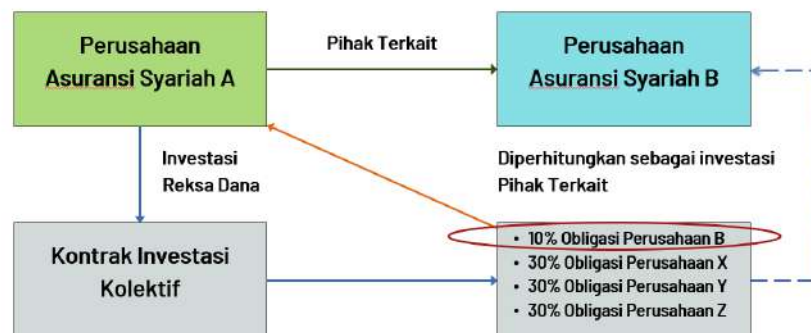 Perusahaan
Asuransi Syariah A
Pihak Terkait
Perusahaan
Asuransi Syariah B
Investasi
Reksa Dana
Diperhitungkan sebagai investasi
Pihak Terkait
Kontrak Investasi
Kolektif
• 10% Obligasi Perusahaan B
• 30% Obligasi Perusahaan X
• 30% Obligasi Perusahaan Y
• 30% Obligasi Perusahaan Z